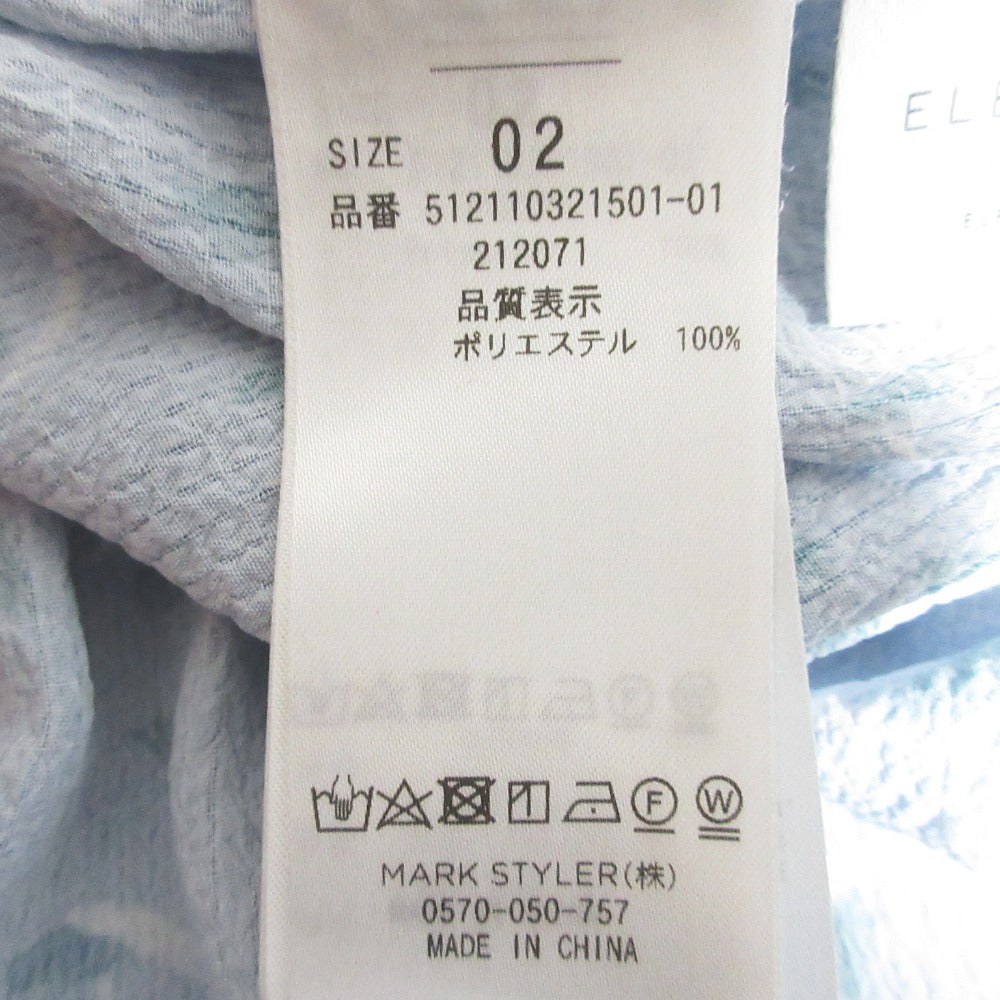 SIZE 02
品番 512110321501-01
212071
品質表示
ポリエステル 100%
F W
MARK STYLER(株)
0570-050-757
MADE IN CHINA